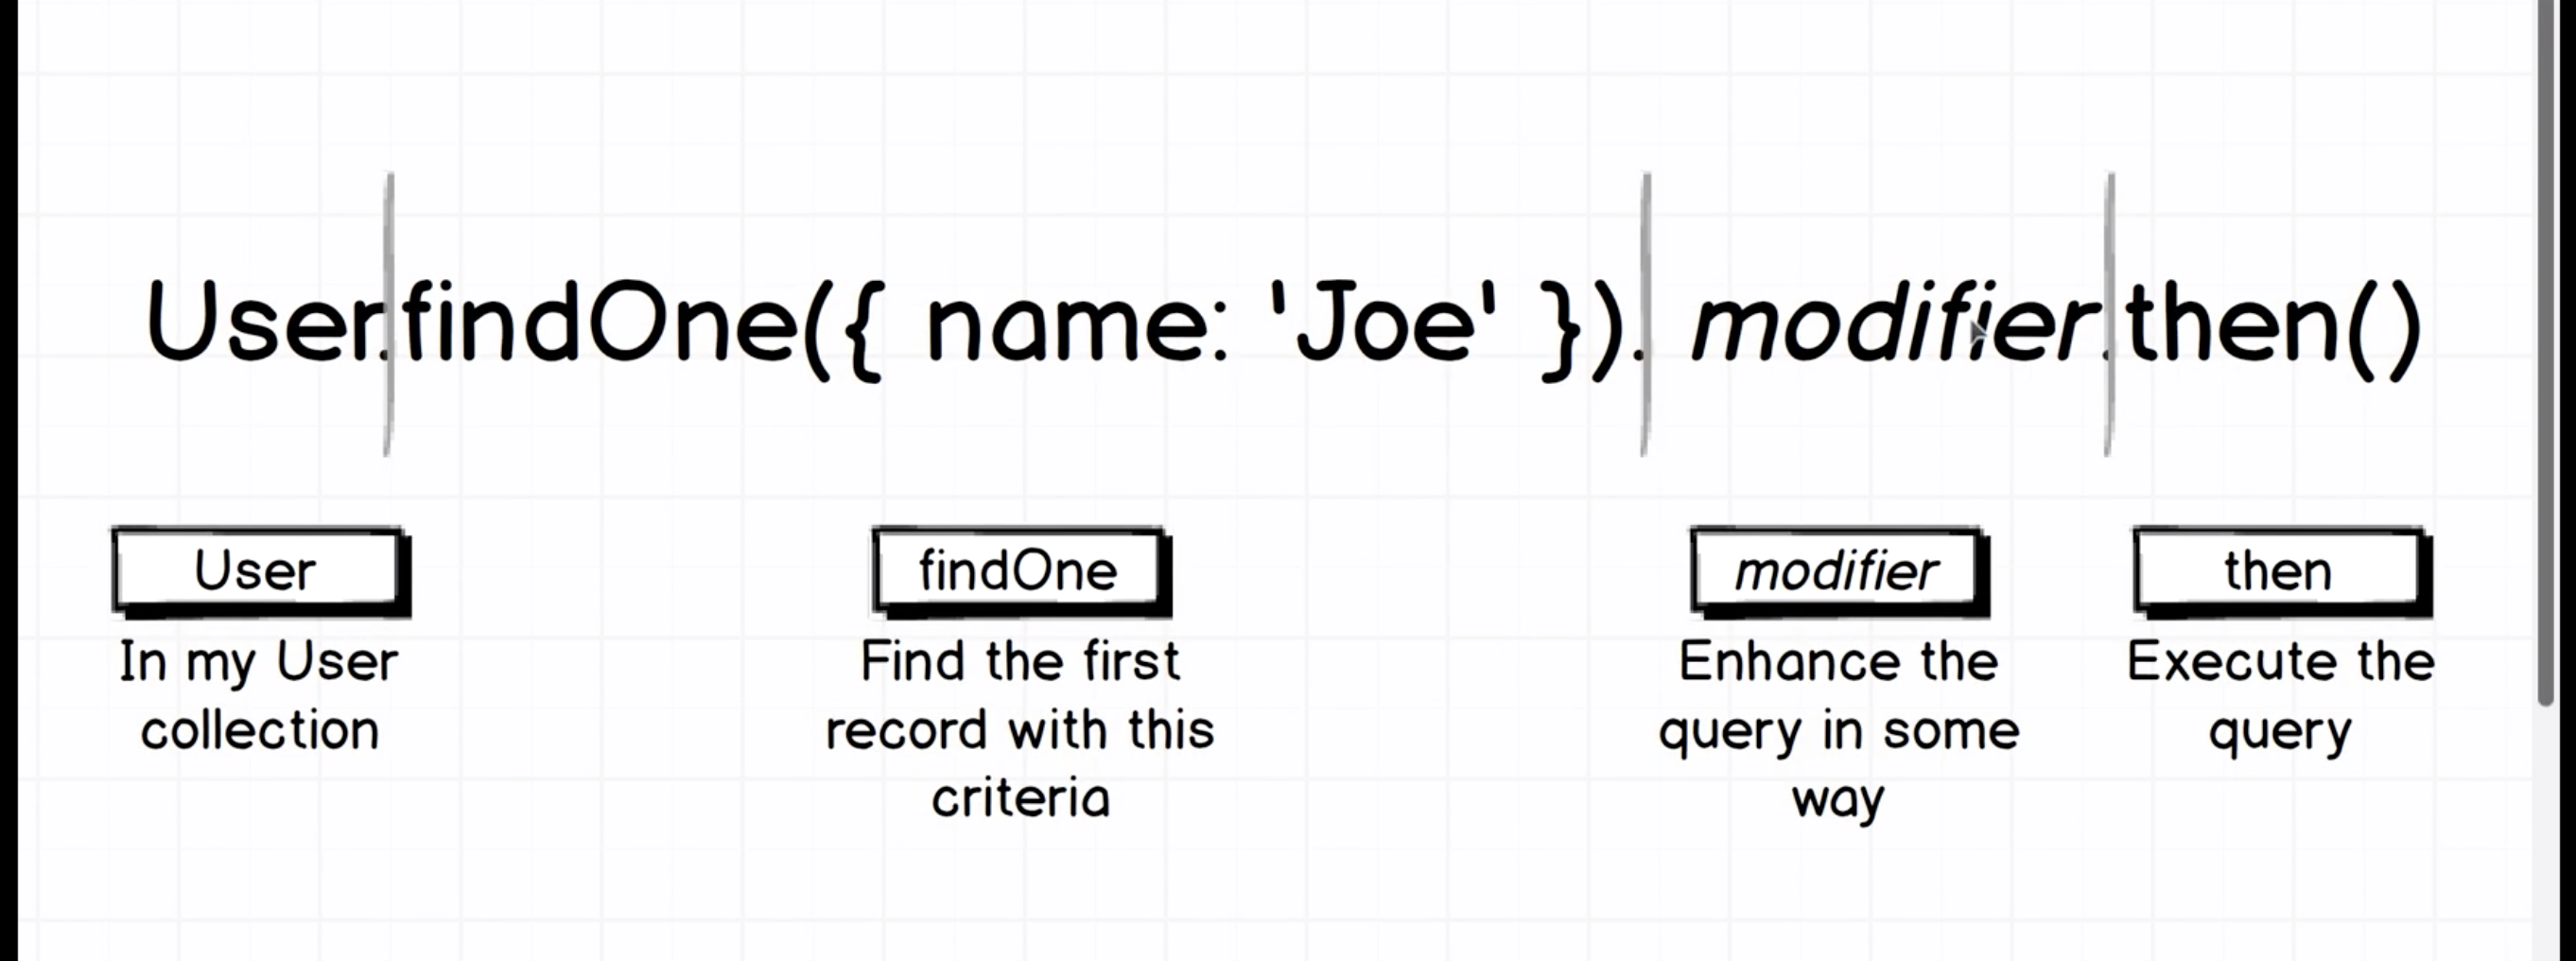 User.findOne({ name: 'Joe' }). modifier.then()
User
In my User
collection
findOne
Find the first
record with this
criteria
modifier
Enhance the
query in some
way
then
Execute the
query